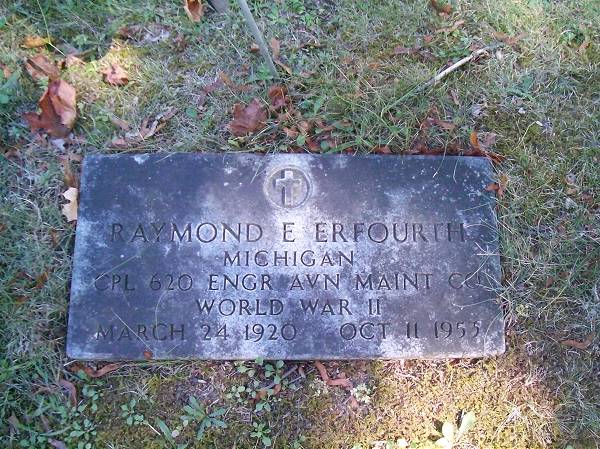 RAYMOND E ERFOURTH
MICHIGAN
CPL 620 ENGR AVN MAINT CO
WORLD WAR II
MARCH 24 1920 OCT 11 1955